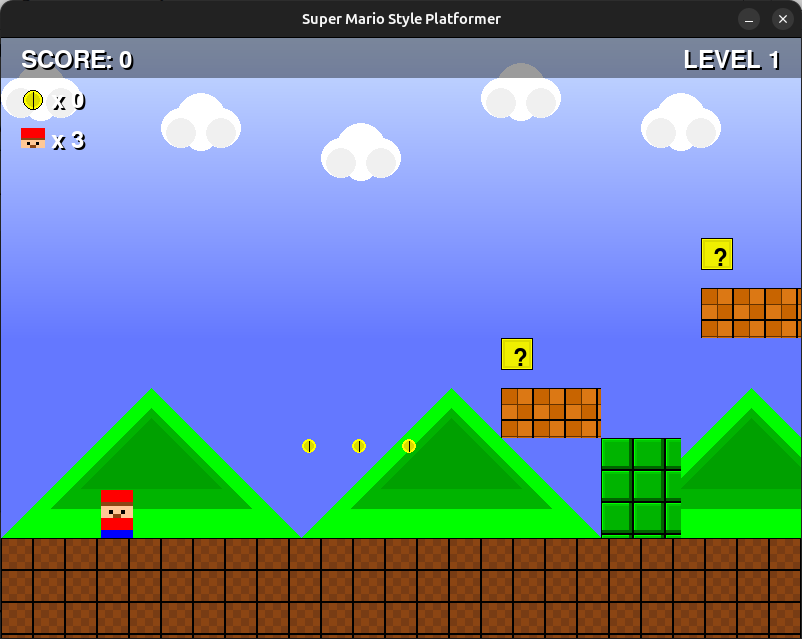 Super Mario Style Platformer
SCORE: 0
LEVEL 1
x 0
x 3
?
?